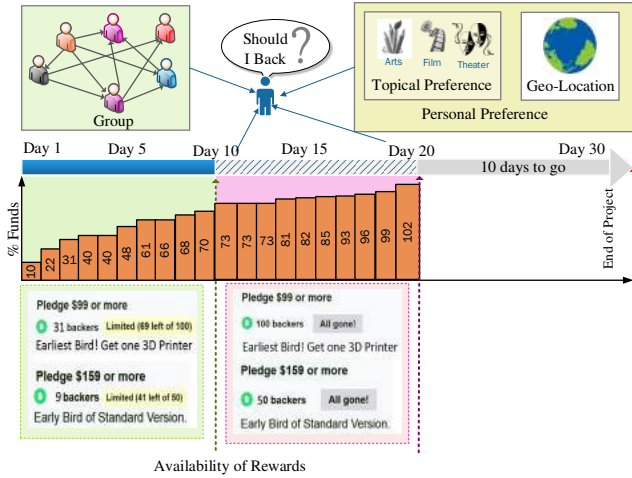 Should
I Back ?
Group
Arts Film Theater
Topical Preference
Geo-Location
Personal Preference
Day 1 Day 5 Day 10 Day 15 Day 20 Day 30
10 days to go
% Funds
10 22 31 40 40 48 61 66 68 70 73 73 73 81 82 85 93 96 99 102
End of Project
Pledge $99 or more
31 backers Limited (69 left of 100)
Earliest Bird! Get one 3D Printer
Pledge $159 or more
9 backers Limited (41 left of 50)
Early Bird of Standard Version.
Pledge $99 or more
100 backers All gone!
Earliest Bird! Get one 3D Printer
Pledge $159 or more
50 backers All gone!
Early Bird of Standard Version.
Availability of Rewards